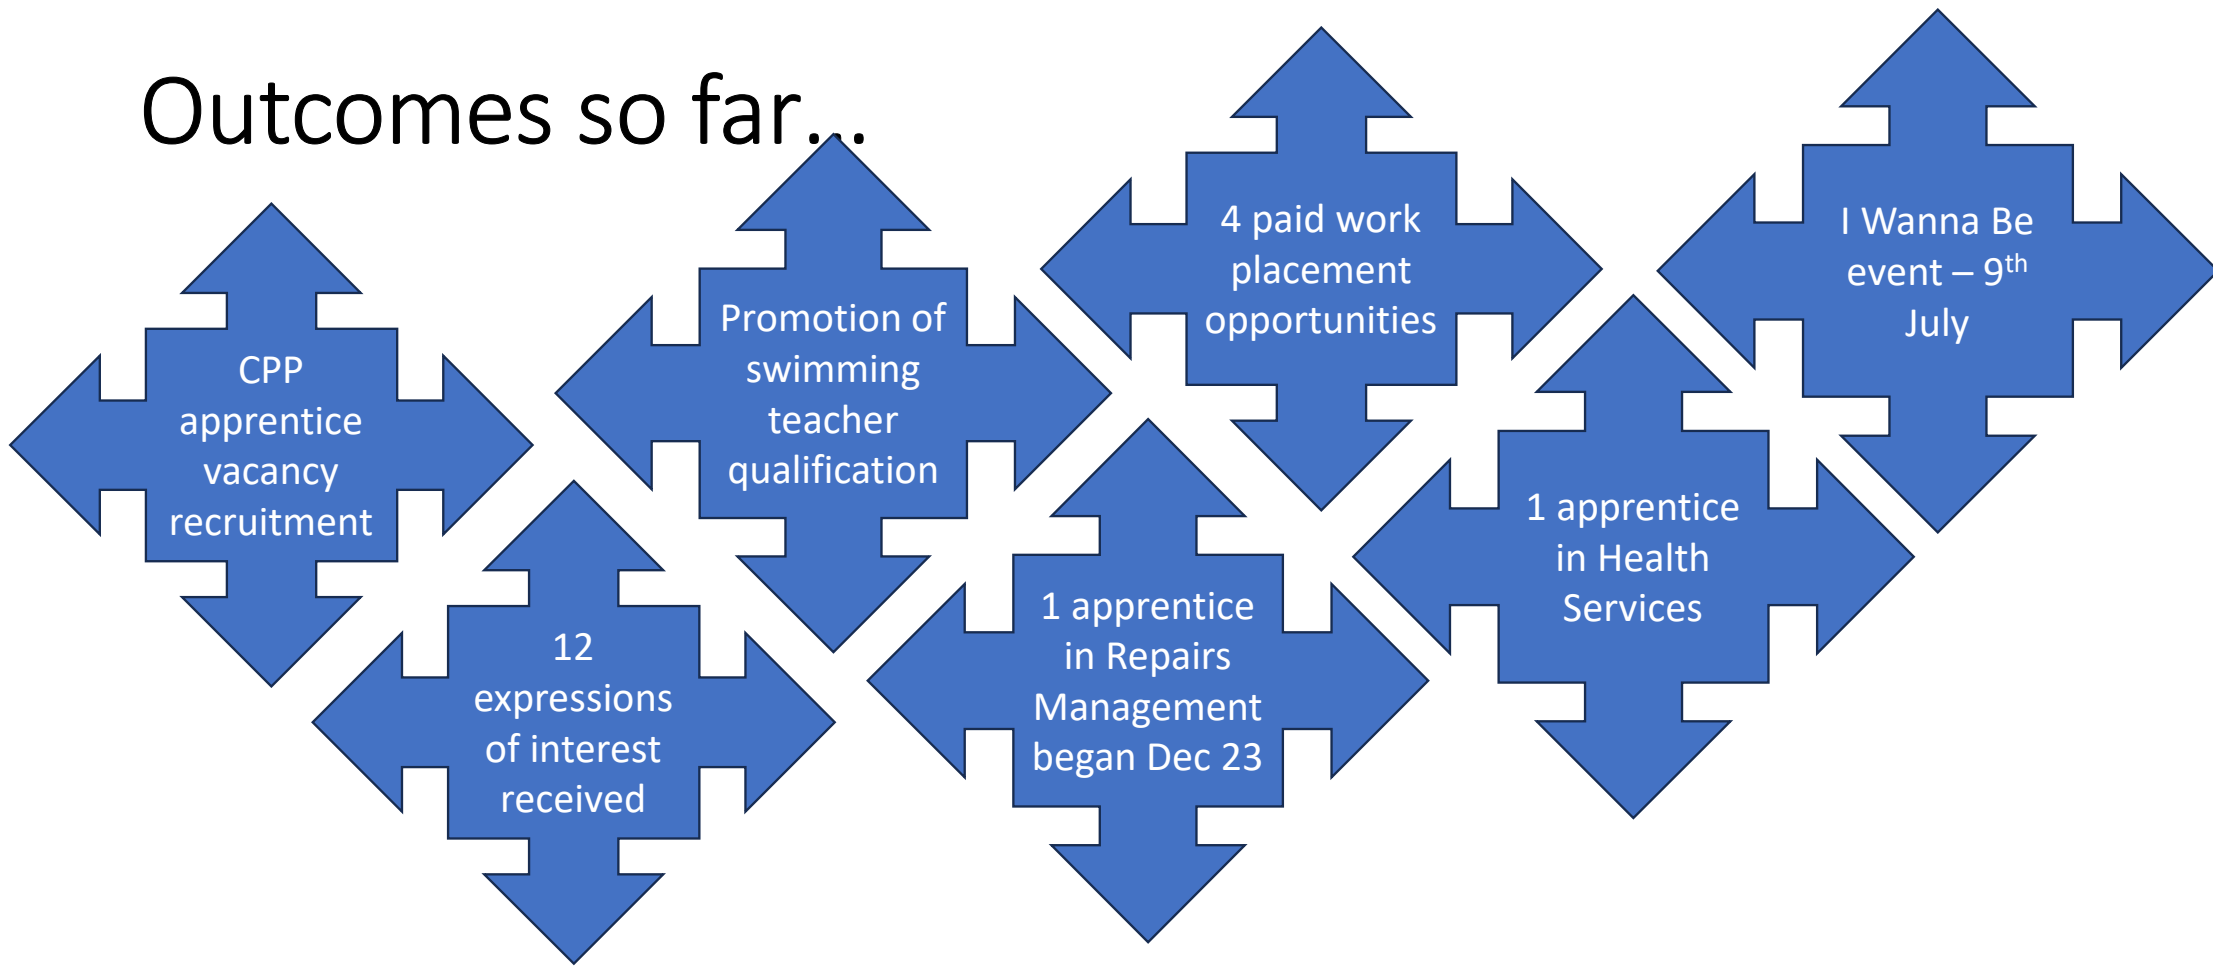 Outcomes so far...
CPP
apprentice
vacancy
recruitment
12
expressions
of interest
received
Promotion of
swimming
teacher
qualification
1 apprentice
in Repairs
Management
began Dec 23
4 paid work
placement
opportunities
1 apprentice
in Health
Services
I Wanna Be
event – 9th
July